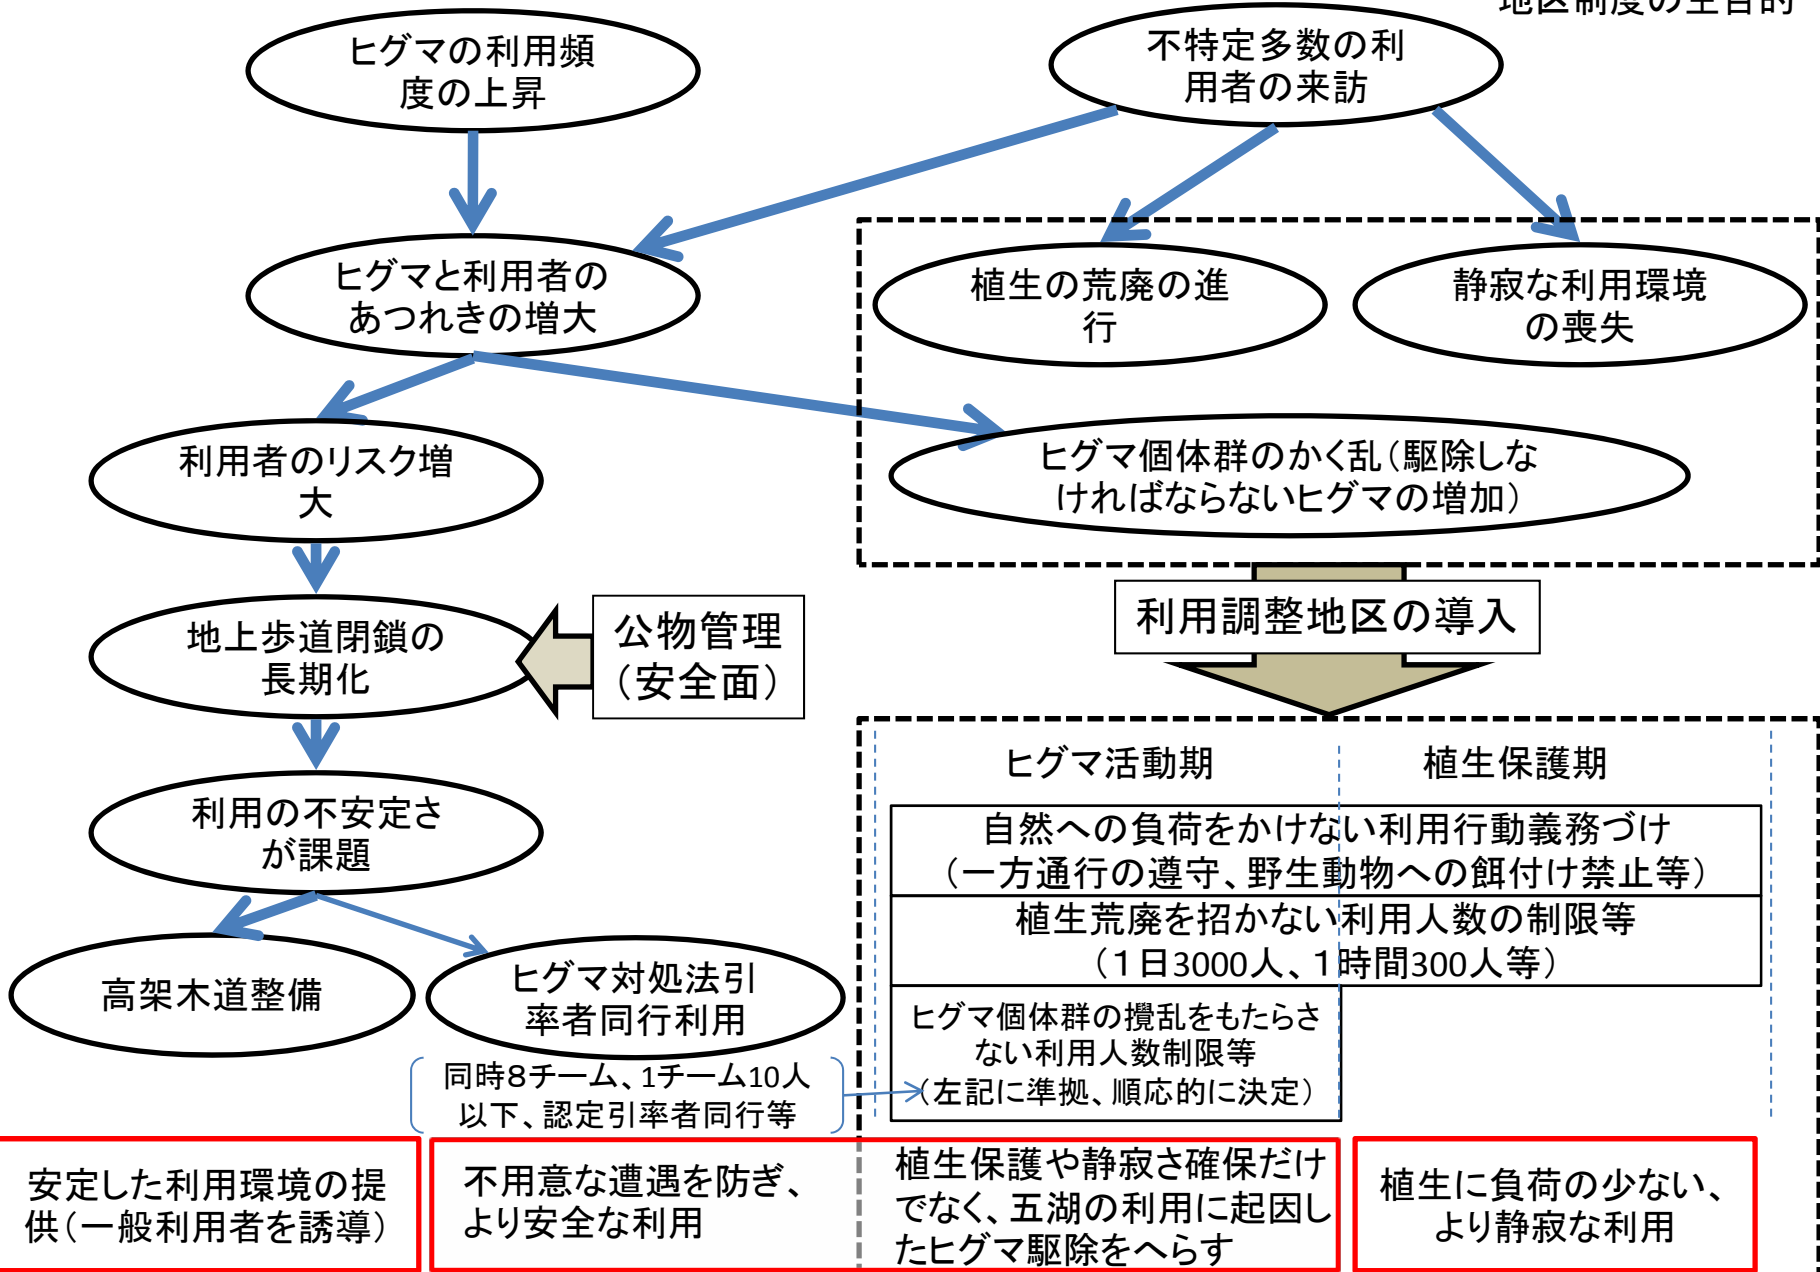 地区制度の主目的
ヒグマの利用頻
度の上昇
不特定多数の利
用者の来訪
ヒグマと利用者の
あつれきの増大
植生の荒廃の進
行
静寂な利用環境
の喪失
利用者のリスク増
大
ヒグマ個体群のかく乱（駆除しな
ければならないヒグマの増加）
地上歩道閉鎖の
長期化
公物管理
（安全面）
利用調整地区の導入
利用の不安定さ
が課題
ヒグマ活動期
植生保護期
自然への負荷をかけない利用行動義務づけ
（一方通行の遵守、野生動物への餌付け禁止等）
植生荒廃を招かない利用人数の制限等
（１日3000人、１時間300人等）
ヒグマ個体群の攪乱をもたらさ
ない利用人数制限等
（左記に準拠、順応的に決定）
高架木道整備
ヒグマ対処法引
率者同行利用
同時８チーム、1チーム10人
以下、認定引率者同行等
安定した利用環境の提
供（一般利用者を誘導）
不用意な遭遇を防ぎ、
より安全な利用
植生保護や静寂さ確保だけ
でなく、五湖の利用に起因し
たヒグマ駆除をへらす
植生に負荷の少ない、
より静寂な利用